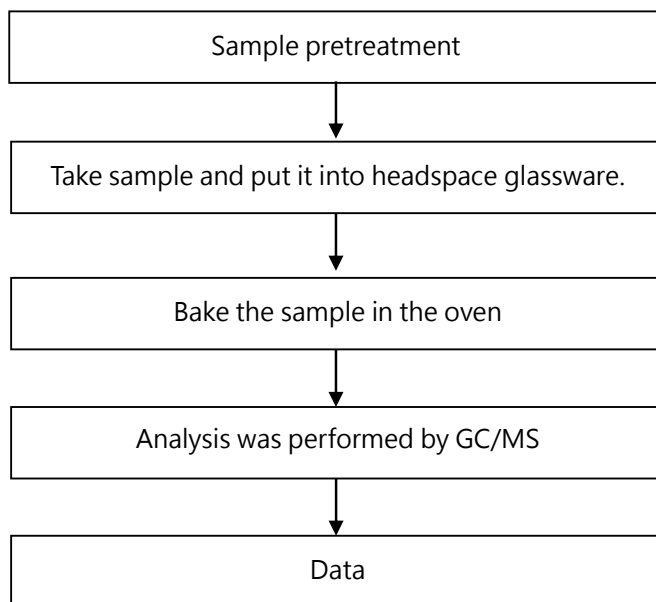 Sample pretreatment
Take sample and put it into headspace glassware.
Bake the sample in the oven
Analysis was performed by GC/MS
Data